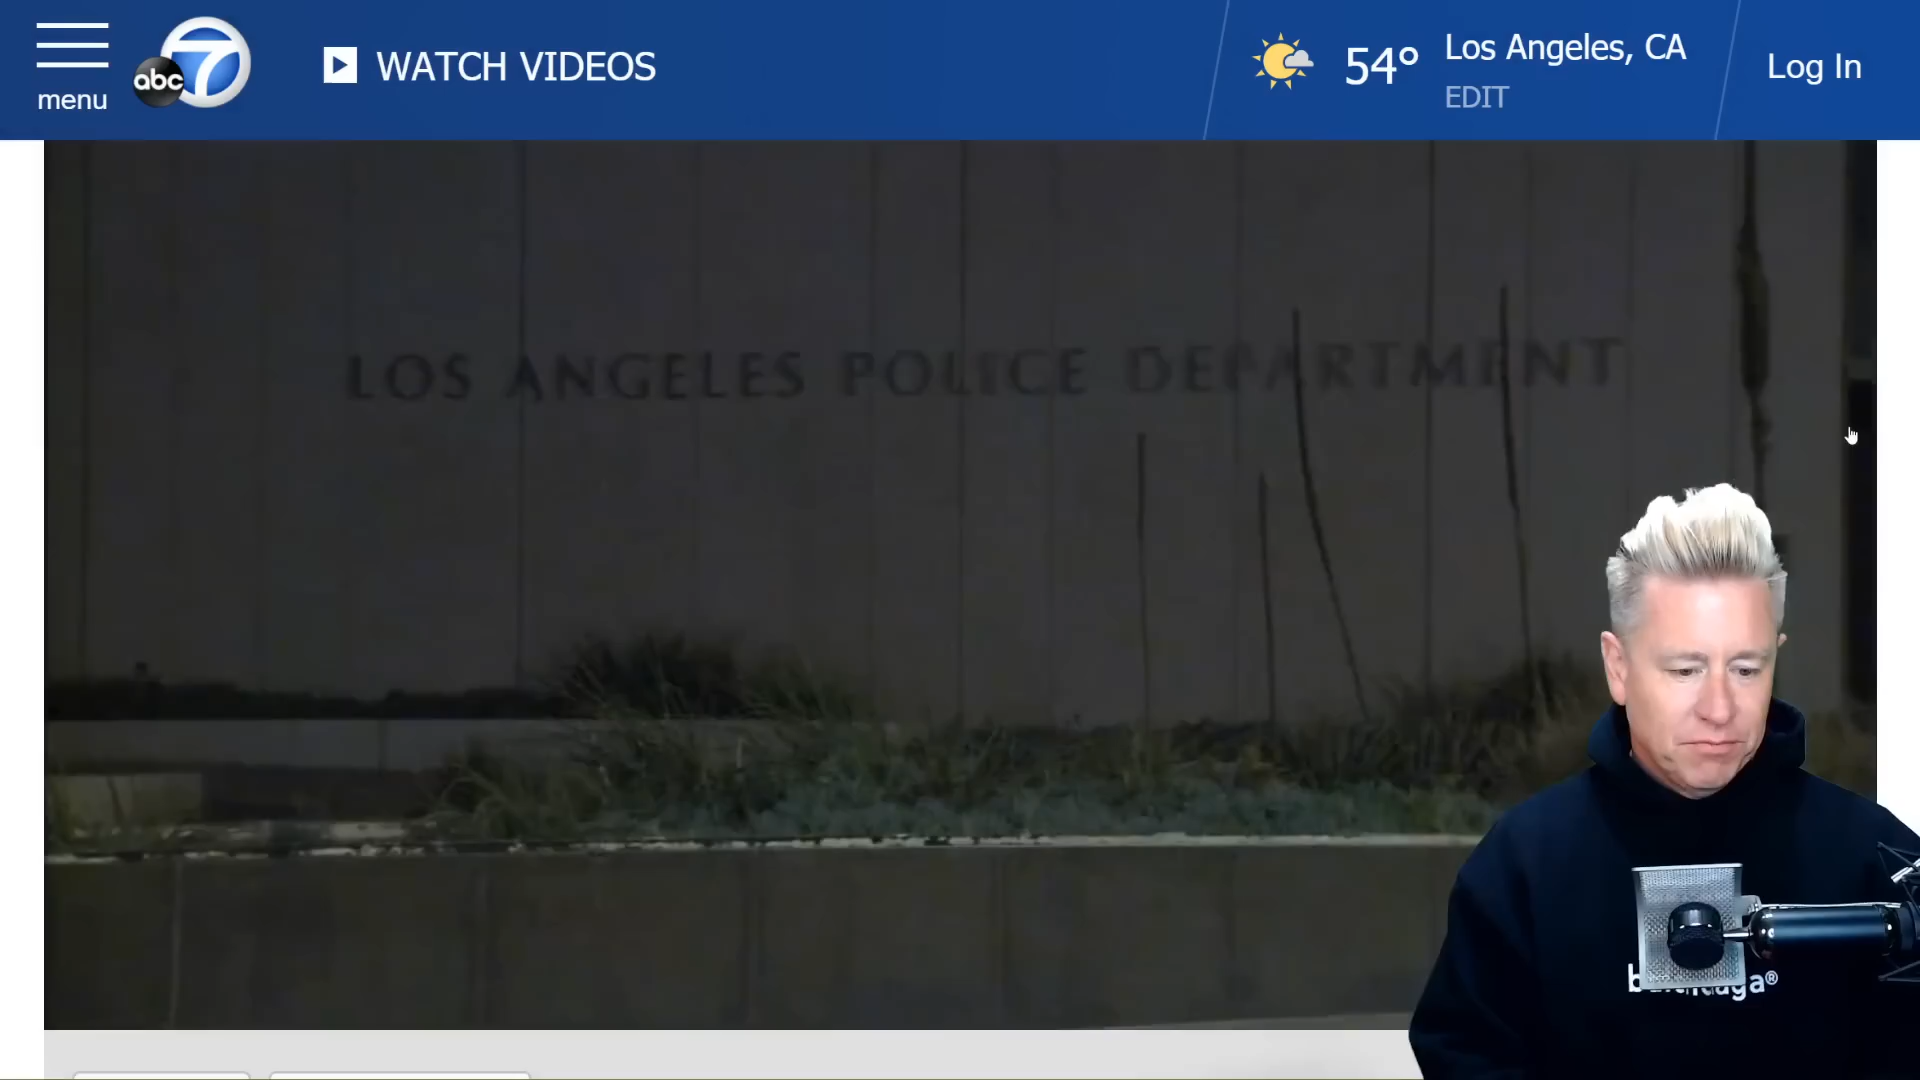 menu
abc 7
WATCH VIDEOS
54°
Los Angeles, CA
EDIT
Log In
LOS ANGELES POLICE DEPARTMENT